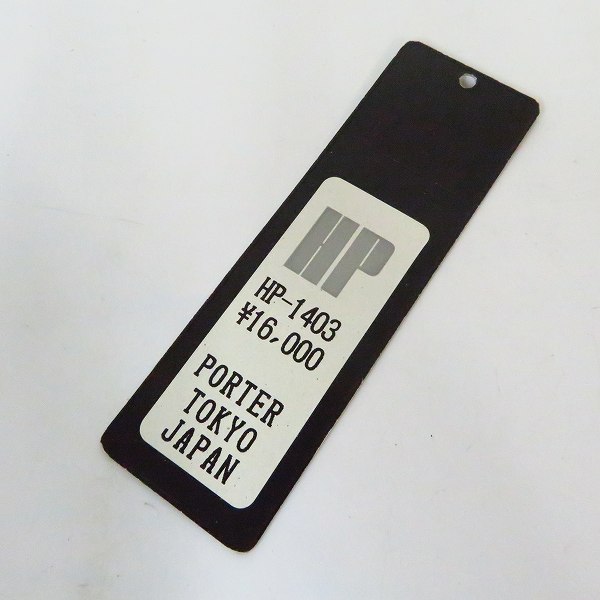 HP
HP-1403
¥16,000
PORTER
TOKYO
JAPAN